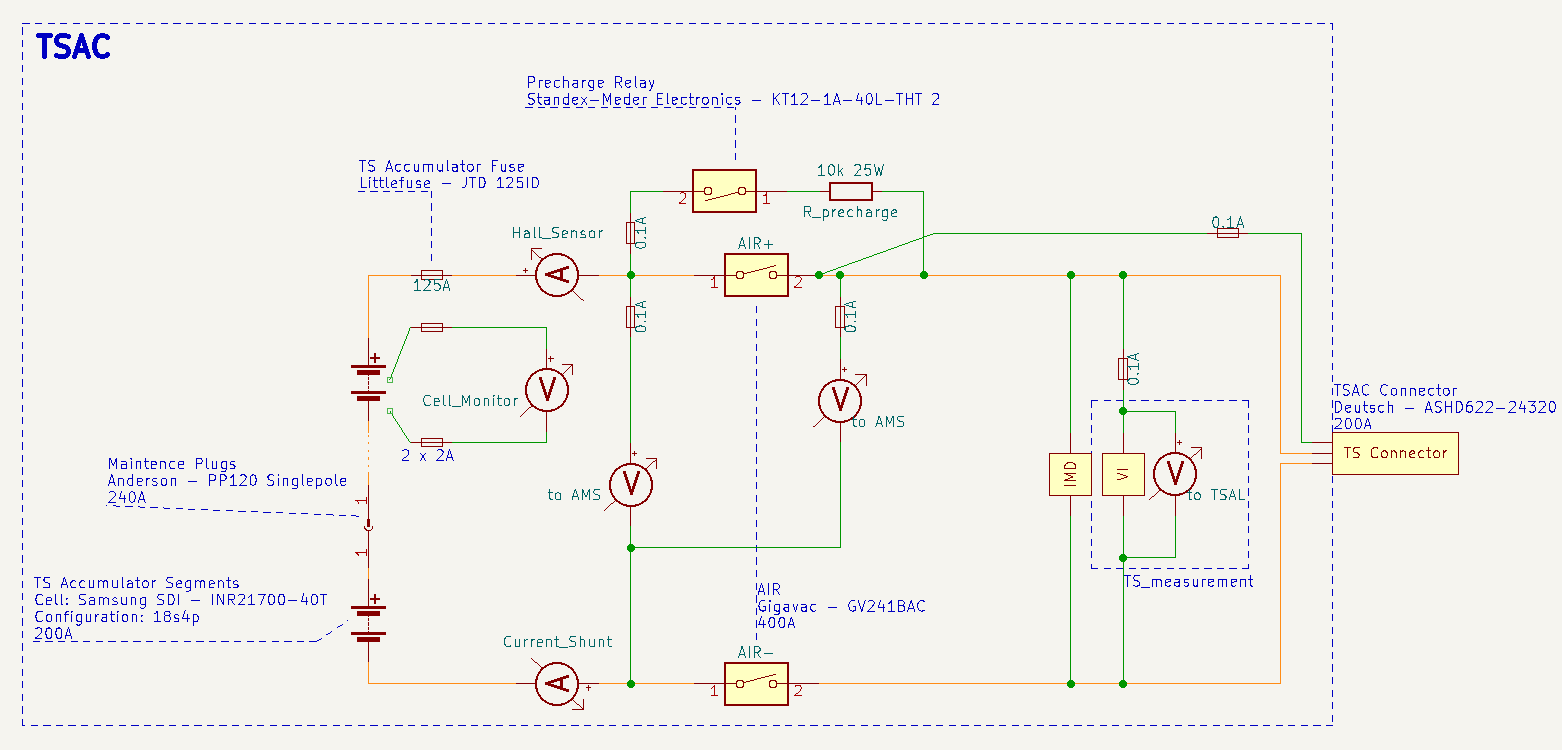 TSAC
Precharge Relay
Standex-Meder Electronics - KT12-1A-40L-THT 2
TS Accumulator Fuse
Littlefuse - JTD 125ID
10k 25W
2
1
R_precharge
0.1A
Hall_Sensor
AIR+
0.1A
+
1
2
125A
0.1A
0.1A
+
+
+
0.1A
Cell_Monitor
V
V
to AMS
2 x 2A
TSAC Connector
Deutsch - ASHD622-24320
200A
TS Connector
Maintence Plugs
Anderson - PP120 Singlepole
240A
1
1
+
V
to AMS
IMD
VI
+
V
to TSAL
TS_measurement
TS Accumulator Segments
Cell: Samsung SDI - INR21700-40T
Configuration: 18s4p
200A
+
AIR
Gigavac - GV241BAC
400A
Current_Shunt
A
+
AIR-
1
2
A